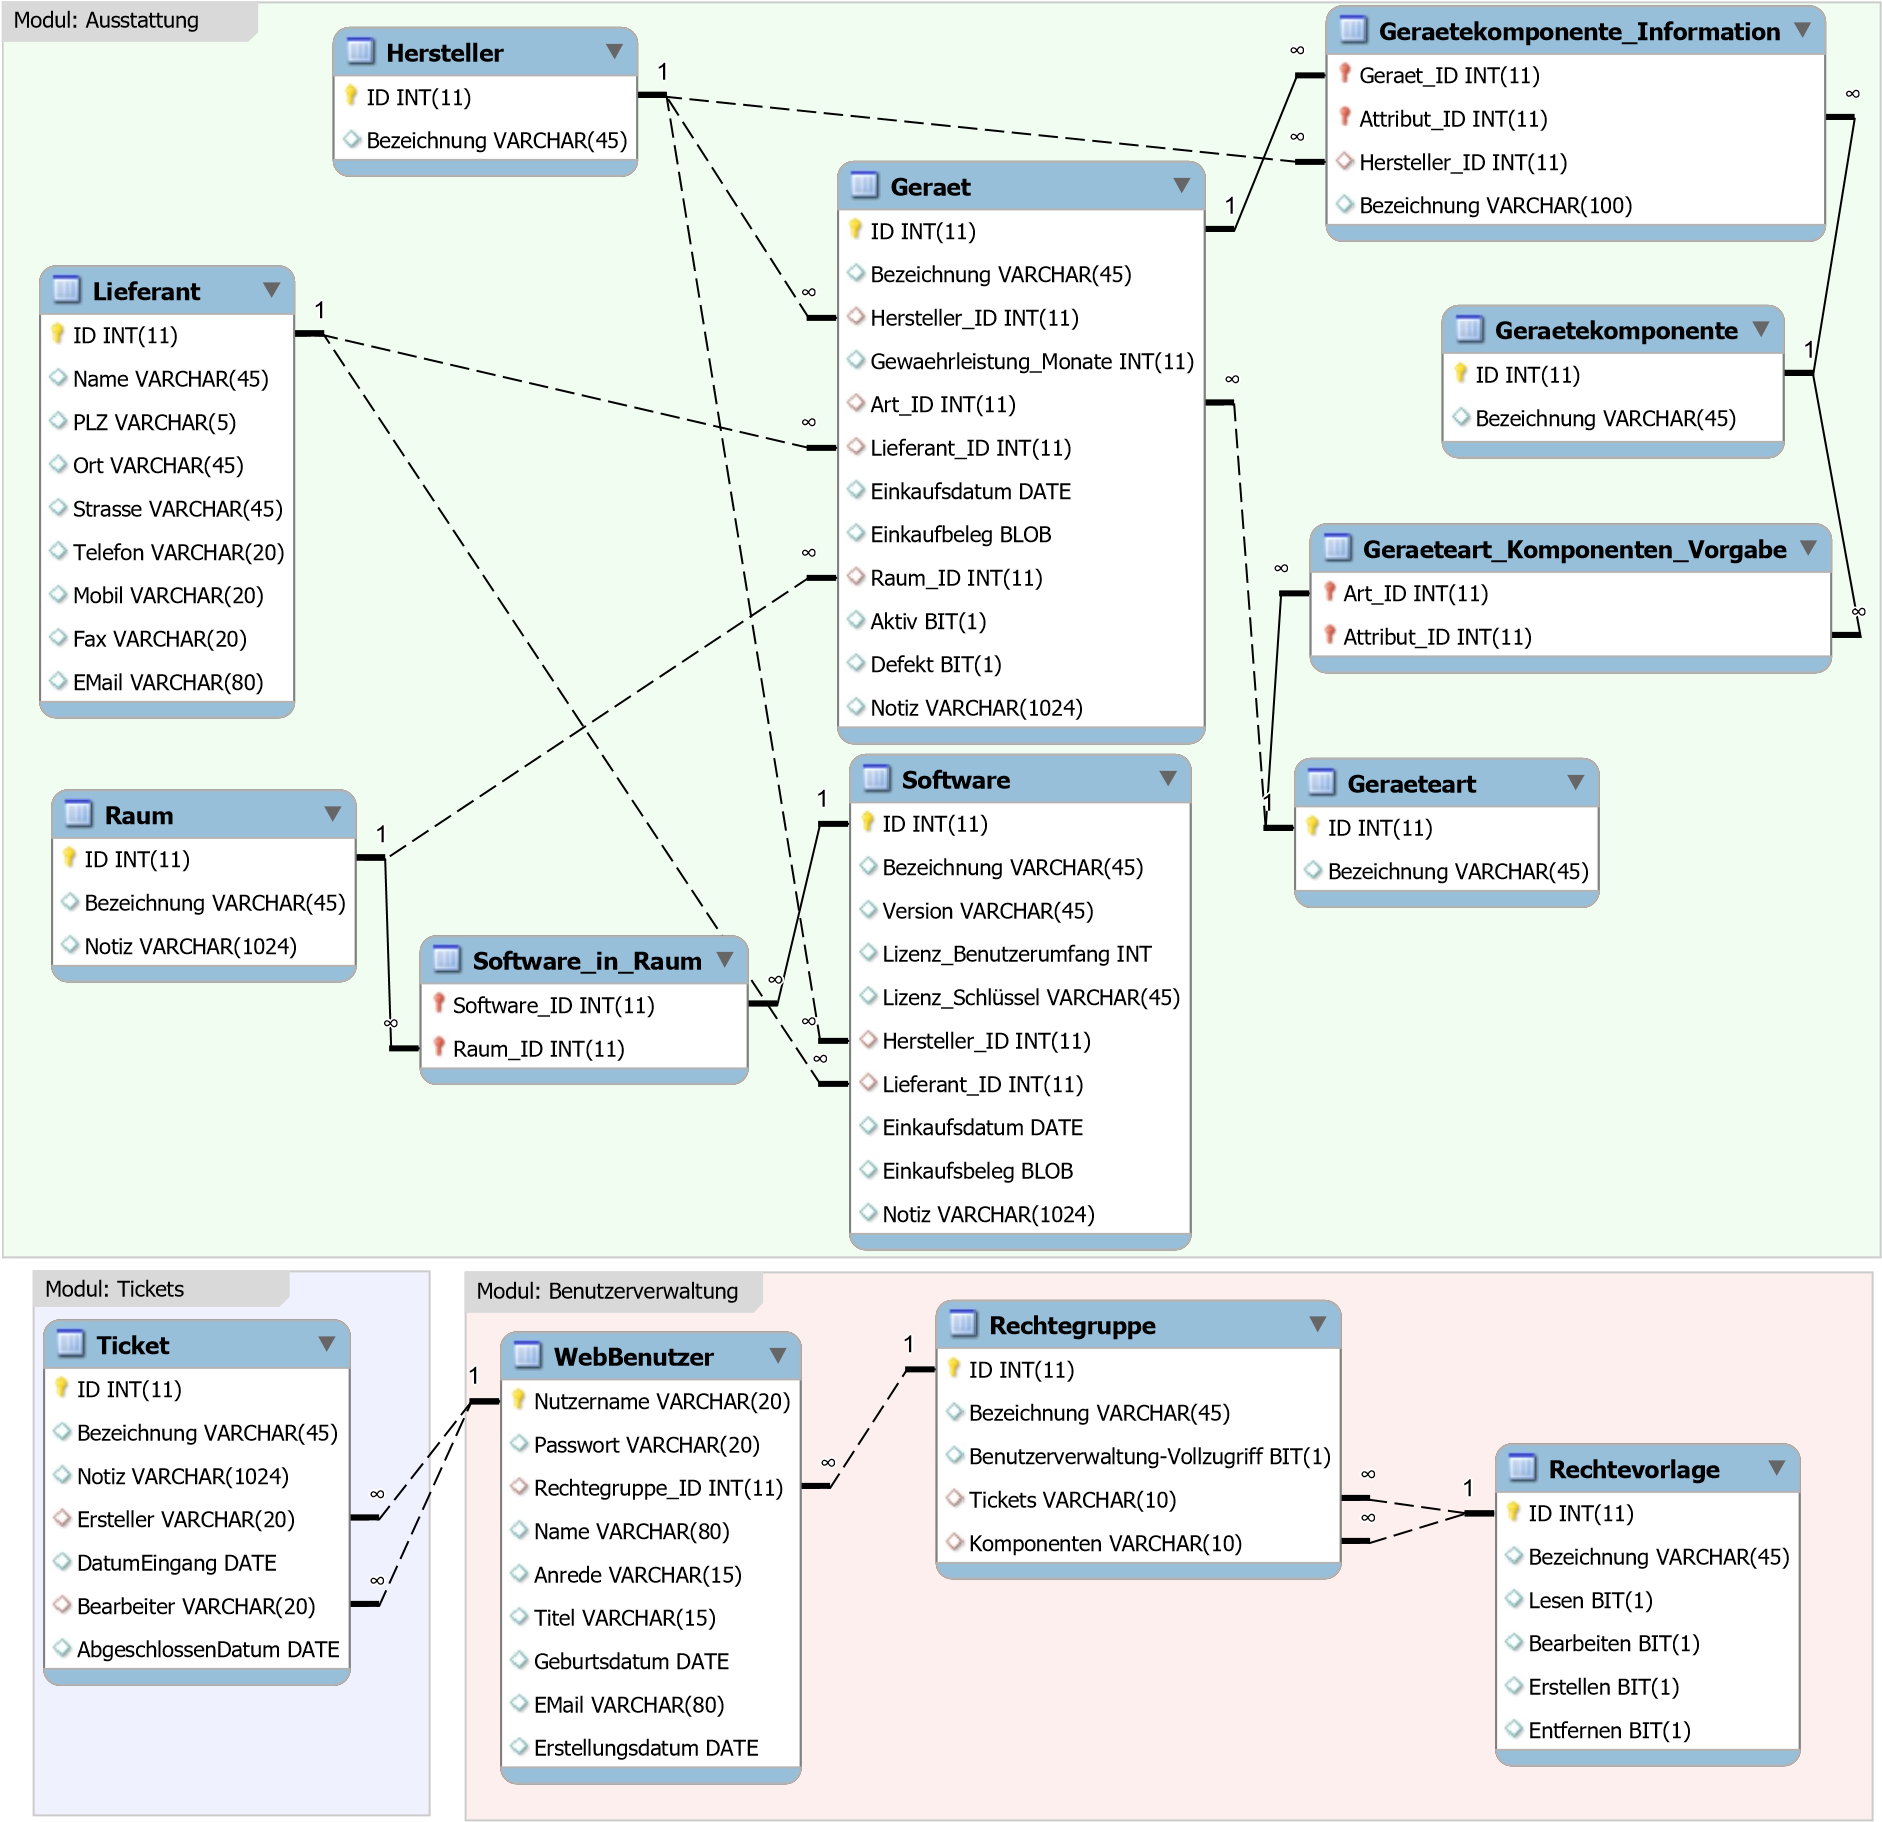 Modul: Ausstattung
Hersteller
ID INT(11)
Bezeichnung VARCHAR(45)
1
Geraetekomponente_Information
Geraet_ID INT(11)
Attribut_ID INT(11)
Hersteller_ID INT(11)
Bezeichnung VARCHAR(100)
∞
∞
∞
Geraet
ID INT(11)
Bezeichnung VARCHAR(45)
Hersteller_ID INT(11)
Gewaehrleistung_Monate INT(11)
Art_ID INT(11)
Lieferant_ID INT(11)
Einkaufsdatum DATE
Einkaufbeleg BLOB
Raum_ID INT(11)
Aktiv BIT(1)
Defekt BIT(1)
Notiz VARCHAR(1024)
1
∞
∞
∞
∞
Lieferant
ID INT(11)
Name VARCHAR(45)
PLZ VARCHAR(5)
Ort VARCHAR(45)
Strasse VARCHAR(45)
Telefon VARCHAR(20)
Mobil VARCHAR(20)
Fax VARCHAR(20)
EMail VARCHAR(80)
1
Geraetekomponente
ID INT(11)
Bezeichnung VARCHAR(45)
1
Geraeteart_Komponenten_Vorgabe
Art_ID INT(11)
Attribut_ID INT(11)
∞
∞
Geraeteart
ID INT(11)
Bezeichnung VARCHAR(45)
1
Raum
ID INT(11)
Bezeichnung VARCHAR(45)
Notiz VARCHAR(1024)
1
Software_in_Raum
Software_ID INT(11)
Raum_ID INT(11)
∞
∞
Software
ID INT(11)
Bezeichnung VARCHAR(45)
Version VARCHAR(45)
Lizenz_Benutzerumfang INT
Lizenz_Schlüssel VARCHAR(45)
Hersteller_ID INT(11)
Lieferant_ID INT(11)
Einkaufsdatum DATE
Einkaufsbeleg BLOB
Notiz VARCHAR(1024)
1
∞
∞
Modul: Tickets
Ticket
ID INT(11)
Bezeichnung VARCHAR(45)
Notiz VARCHAR(1024)
Ersteller VARCHAR(20)
DatumEingang DATE
Bearbeiter VARCHAR(20)
AbgeschlossenDatum DATE
∞
∞
Modul: Benutzerverwaltung
WebBenutzer
Nutzername VARCHAR(20)
Passwort VARCHAR(20)
Rechtegruppe_ID INT(11)
Name VARCHAR(80)
Anrede VARCHAR(15)
Titel VARCHAR(15)
Geburtsdatum DATE
EMail VARCHAR(80)
Erstellungsdatum DATE
1
∞
Rechtegruppe
ID INT(11)
Bezeichnung VARCHAR(45)
Benutzerverwaltung-Vollzugriff BIT(1)
Tickets VARCHAR(10)
Komponenten VARCHAR(10)
1
∞
∞
Rechtevorlage
ID INT(11)
Bezeichnung VARCHAR(45)
Lesen BIT(1)
Bearbeiten BIT(1)
Erstellen BIT(1)
Entfernen BIT(1)
1